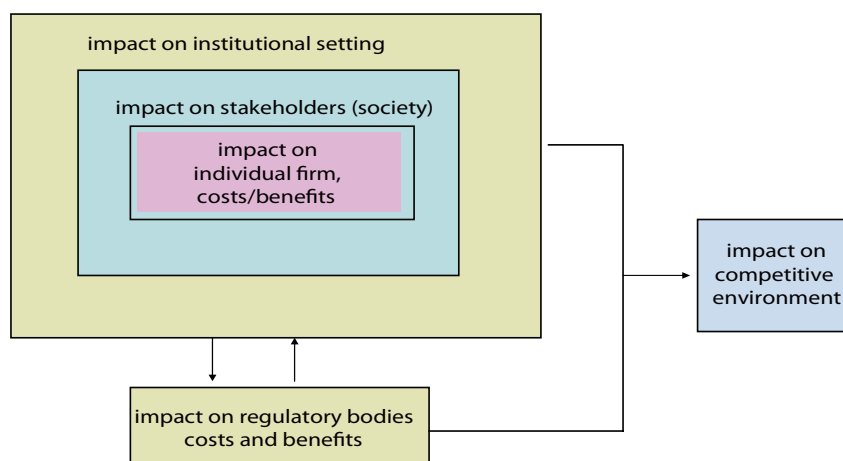 impact on institutional setting
impact on stakeholders (society)
impact on
individual firm,
costs/benefits
impact on
competitive
environment
impact on regulatory bodies
costs and benefits